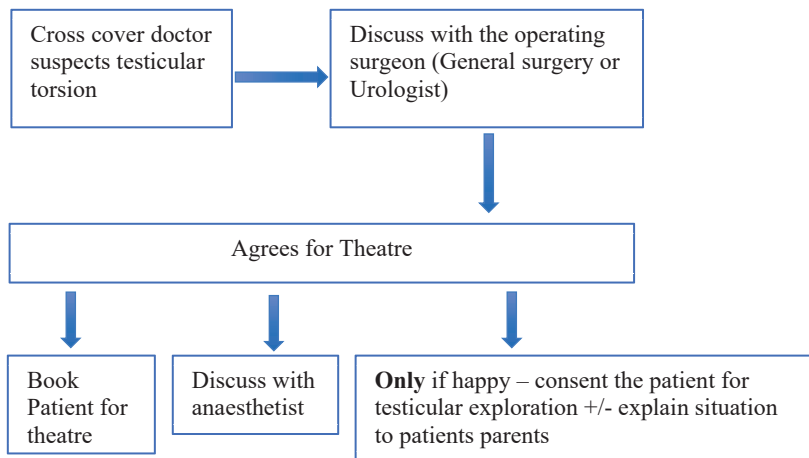 Cross cover doctor
suspects testicular
torsion
Discuss with the operating
surgeon (General surgery or
Urologist)
Agrees for Theatre
Book
Patient for
theatre
Discuss with
anaesthetist
Only if happy – consent the patient for
testicular exploration +/- explain situation
to patients parents